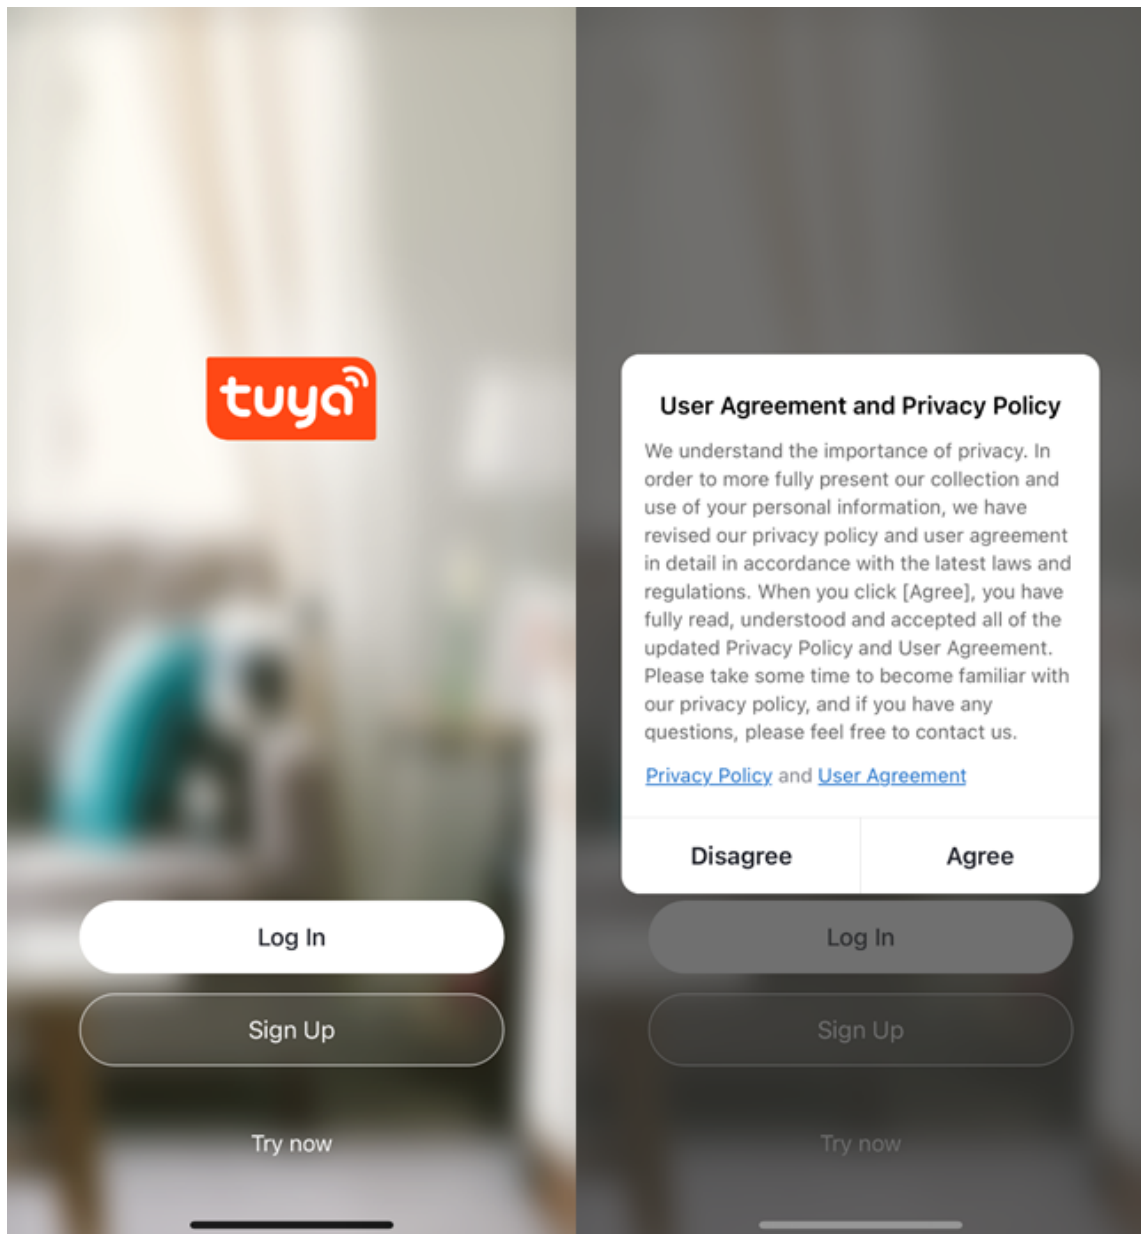 tuya
Log In
Sign Up
Try now
User Agreement and Privacy Policy
We understand the importance of privacy. In
order to more fully present our collection and
use of your personal information, we have
revised our privacy policy and user agreement
in detail in accordance with the latest laws and
regulations. When you click [Agree], you have
fully read, understood and accepted all of the
updated Privacy Policy and User Agreement.
Please take some time to become familiar with
our privacy policy, and if you have any
questions, please feel free to contact us.
Privacy Policy and User Agreement
Disagree Agree
Log In
Sign Up
Try now